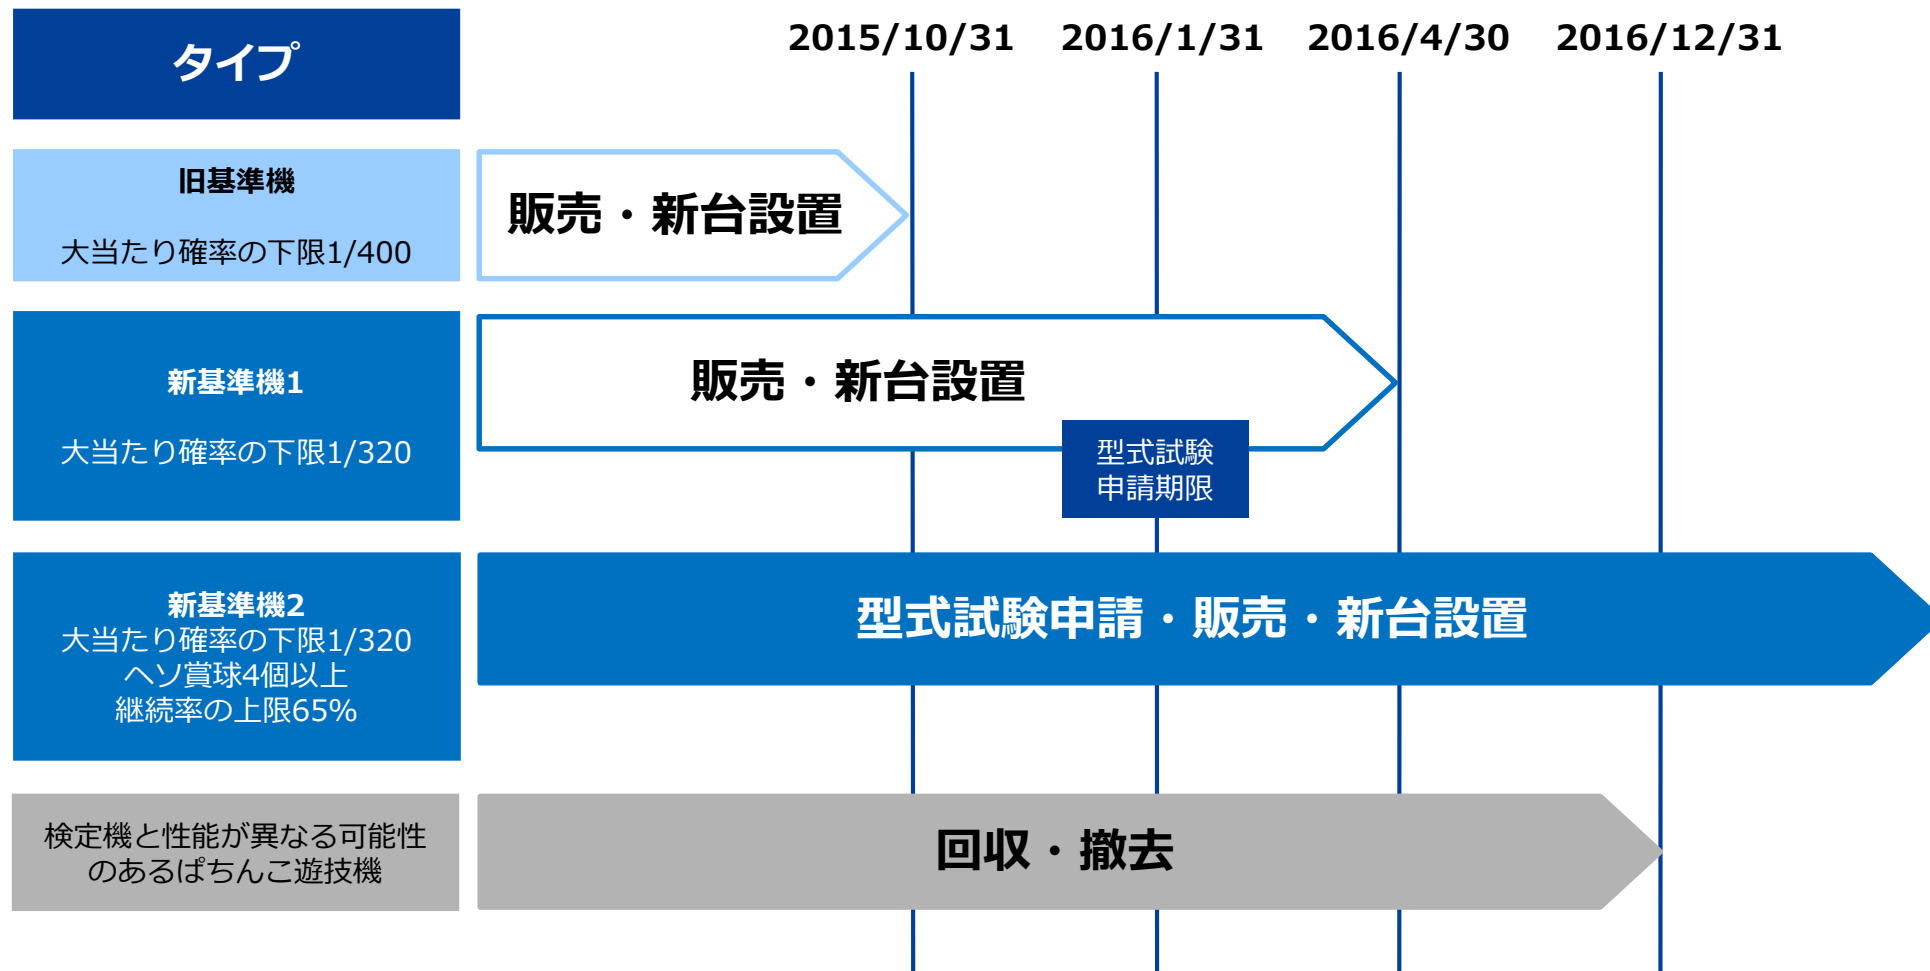 タイプ
2015/10/31
2016/1/31
2016/4/30
2016/12/31
旧基準機
大当たり確率の下限1/400
販売・新台設置
新基準機1
大当たり確率の下限1/320
販売・新台設置
型式試験
申請期限
新基準機2
大当たり確率の下限1/320
ヘソ賞球4個以上
継続率の上限65%
型式試験申請・販売・新台設置
検定機と性能が異なる可能性
のあるぱちんこ遊技機
回収・撤去